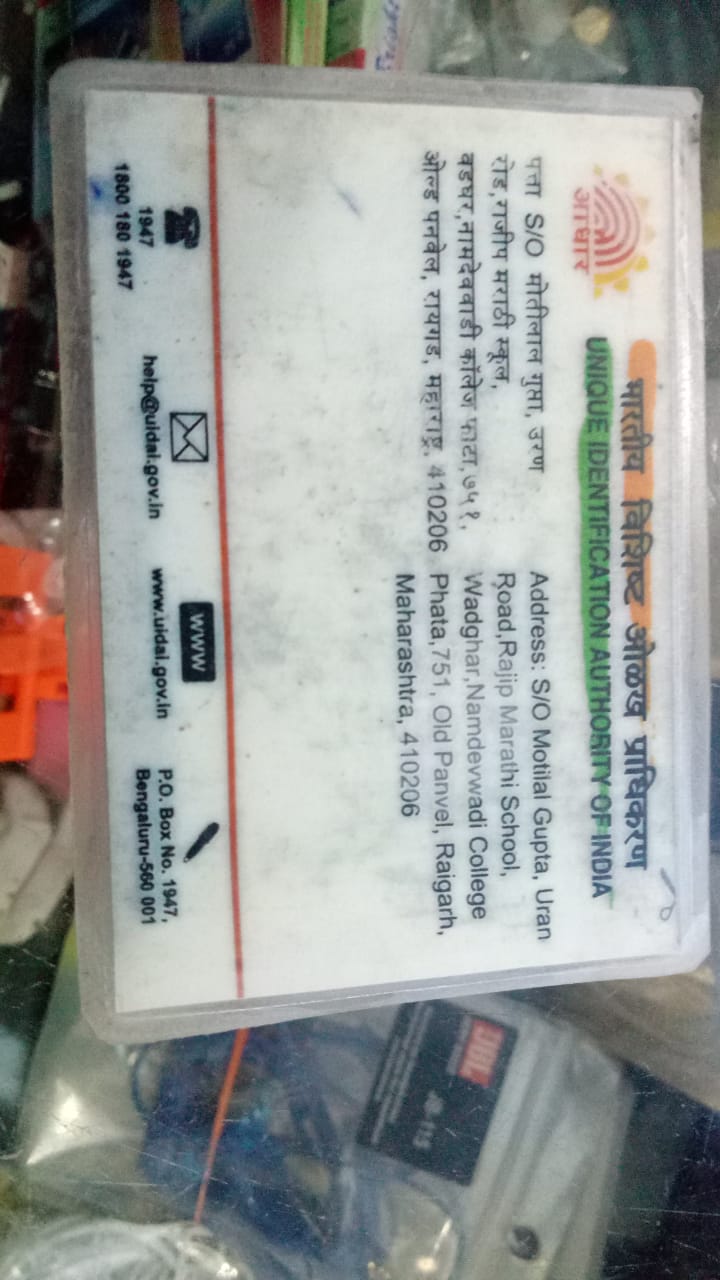 भारतीय विशिष्ट ओळख प्राधिकरण
UNIQUE IDENTIFICATION AUTHORITY OF INDIA
आधार
पत्ता S/O मोतीलाल गुप्ता, उरण
रोड,राजीप मराठी स्कूल,
वडघर,नामदेववाडी कॉलेज फाटा,७५१,
ओल्ड पनवेल, रायगड, महाराष्ट्र, 410206
Address: S/O Motilal Gupta, Uran
Road,Rajip Marathi School,
Wadghar,Namdevwadi College
Phata,751, Old Panvel, Raigarh,
Maharashtra, 410206
1947
1800 180 1947
help@uidai.gov.in
www
www.uidai.gov.in
P.O. Box No. 1947,
Bengaluru-560 001
JBL